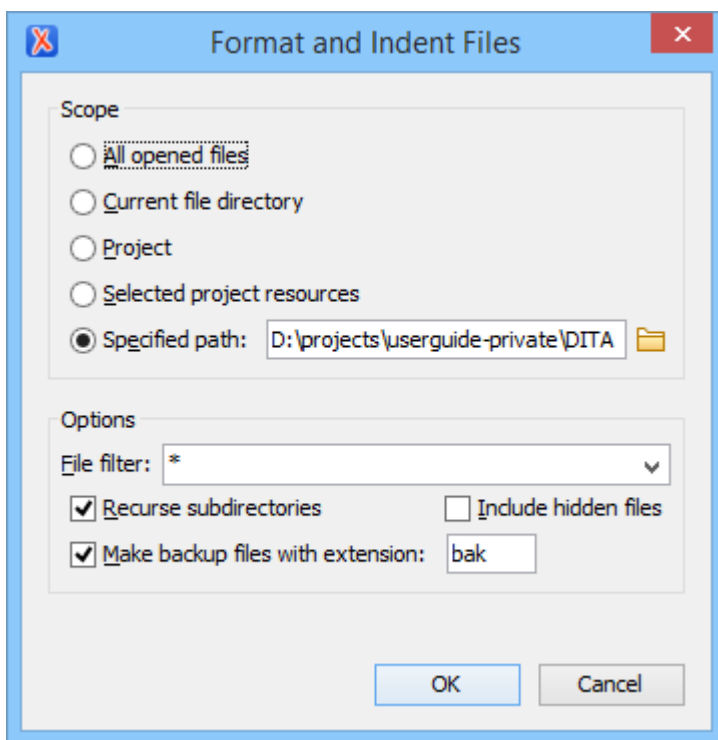 Format and Indent Files
Scope
All opened files
Current file directory
Project
Selected project resources
Specified path: D:\projects\userguide-private\DITA
Options
File filter: *
Recurse subdirectories Include hidden files
Make backup files with extension: bak
OK Cancel